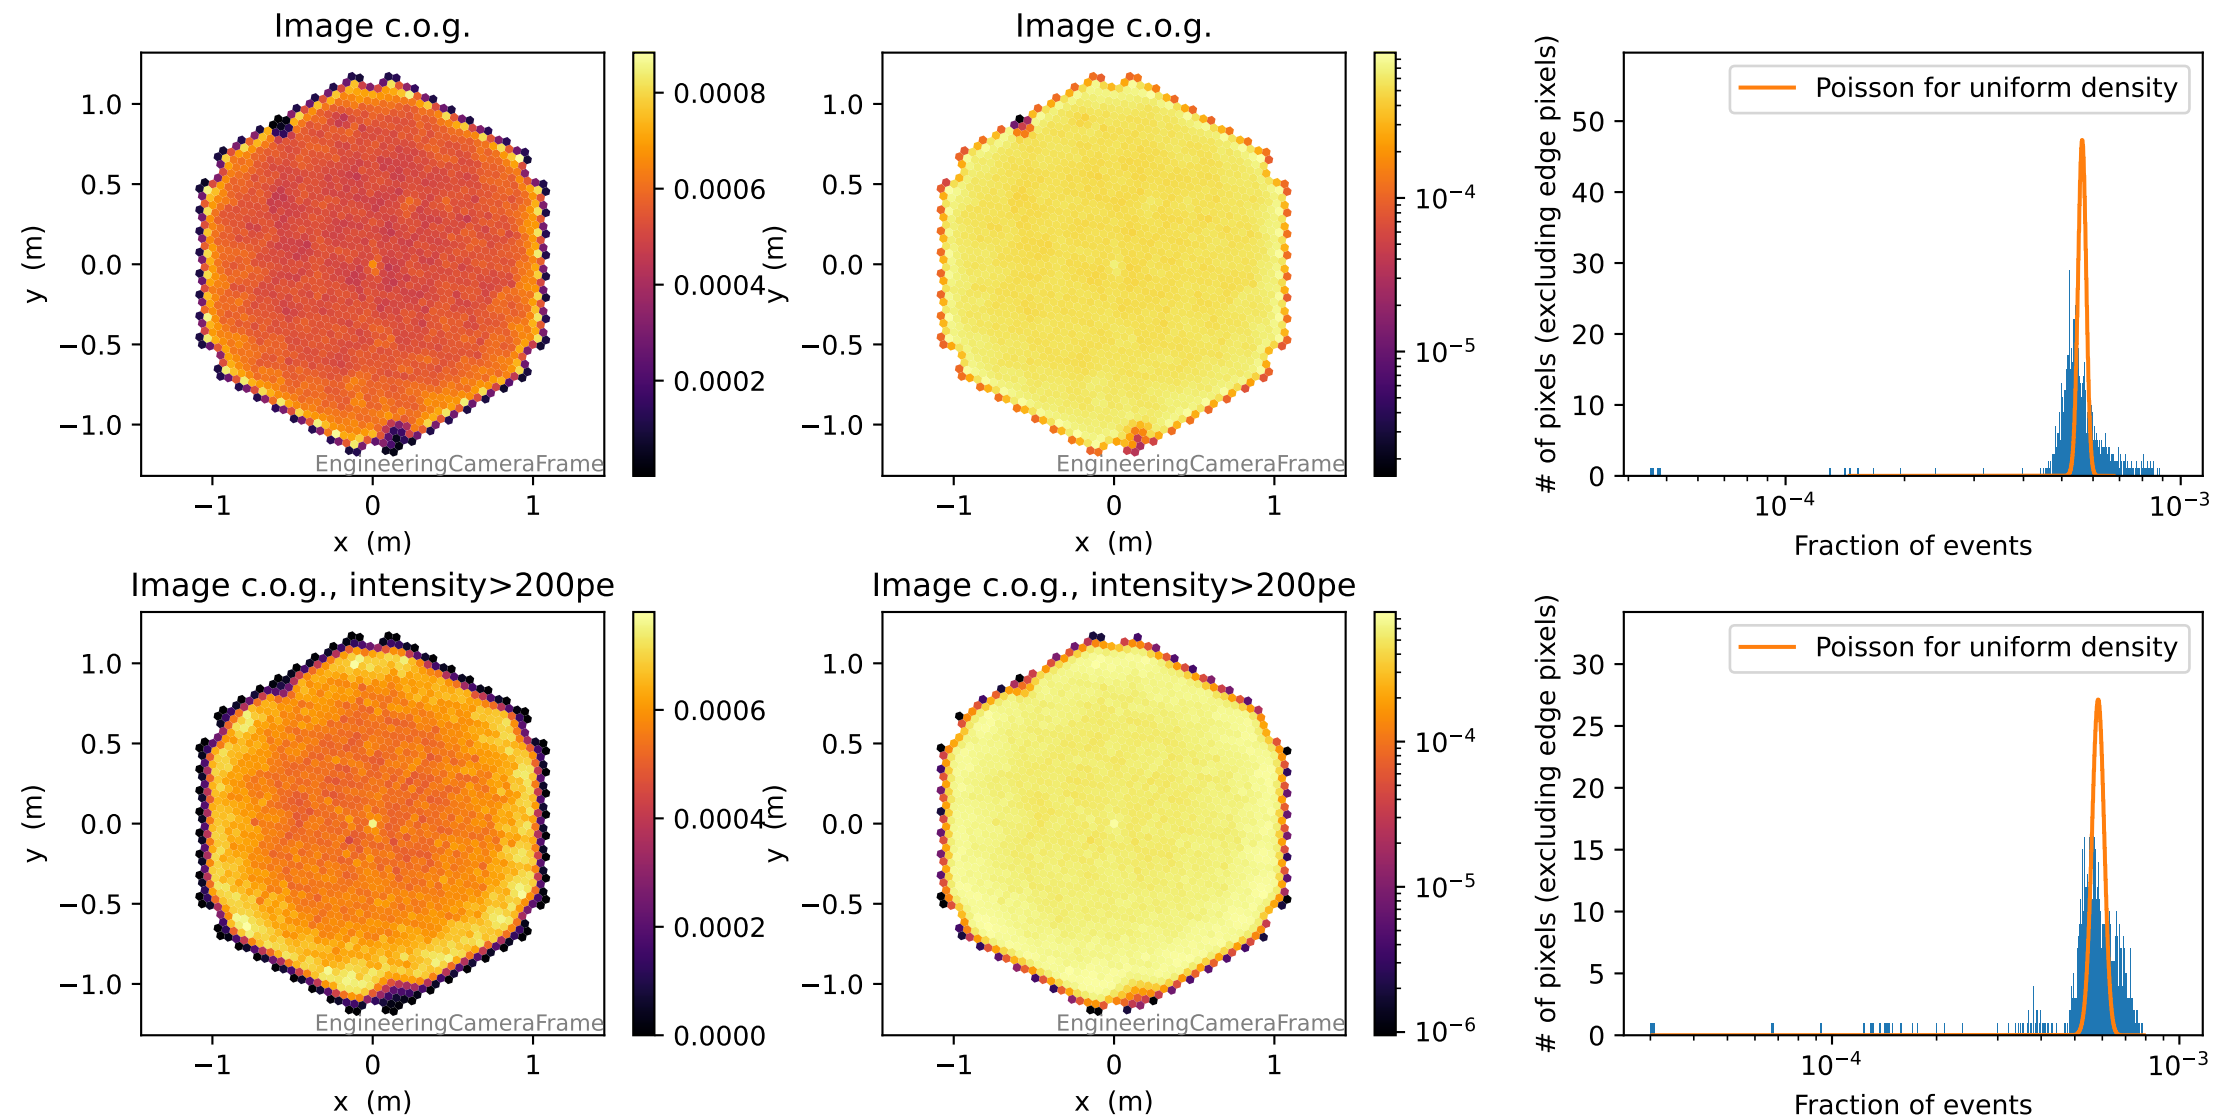 Image c.o.g.
1.0
0.5
0.0
−0.5
−1.0
y (m)
−1
0
1
x (m)
EngineeringCameraFrame
0.0008
0.0006
0.0004
0.0002
Image c.o.g.
1.0
0.5
0.0
−0.5
−1.0
y (m)
−1
0
1
x (m)
EngineeringCameraFrame
10⁻⁴
10⁻⁵
Poisson for uniform density
# of pixels (excluding edge pixels)
50
40
30
20
10
0
10⁻⁴
10⁻³
Fraction of events
Image c.o.g., intensity>200pe
1.0
0.5
0.0
−0.5
−1.0
y (m)
−1
0
1
x (m)
EngineeringCameraFrame
0.0006
0.0004
0.0002
0.0000
Image c.o.g., intensity>200pe
1.0
0.5
0.0
−0.5
−1.0
y (m)
−1
0
1
x (m)
EngineeringCameraFrame
10⁻⁴
10⁻⁵
10⁻⁶
Poisson for uniform density
# of pixels (excluding edge pixels)
30
25
20
15
10
5
0
10⁻⁴
10⁻³
Fraction of events